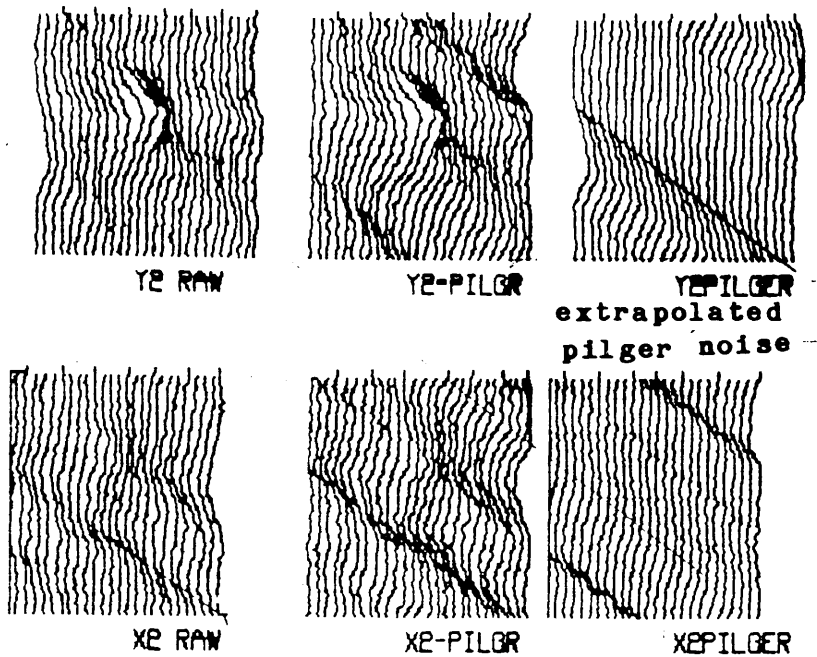 Y2 RAW
Y2-PILGR
Y2PILGER
extrapolated
pilger noise
X2 RAW
X2-PILGR
X2PILGER